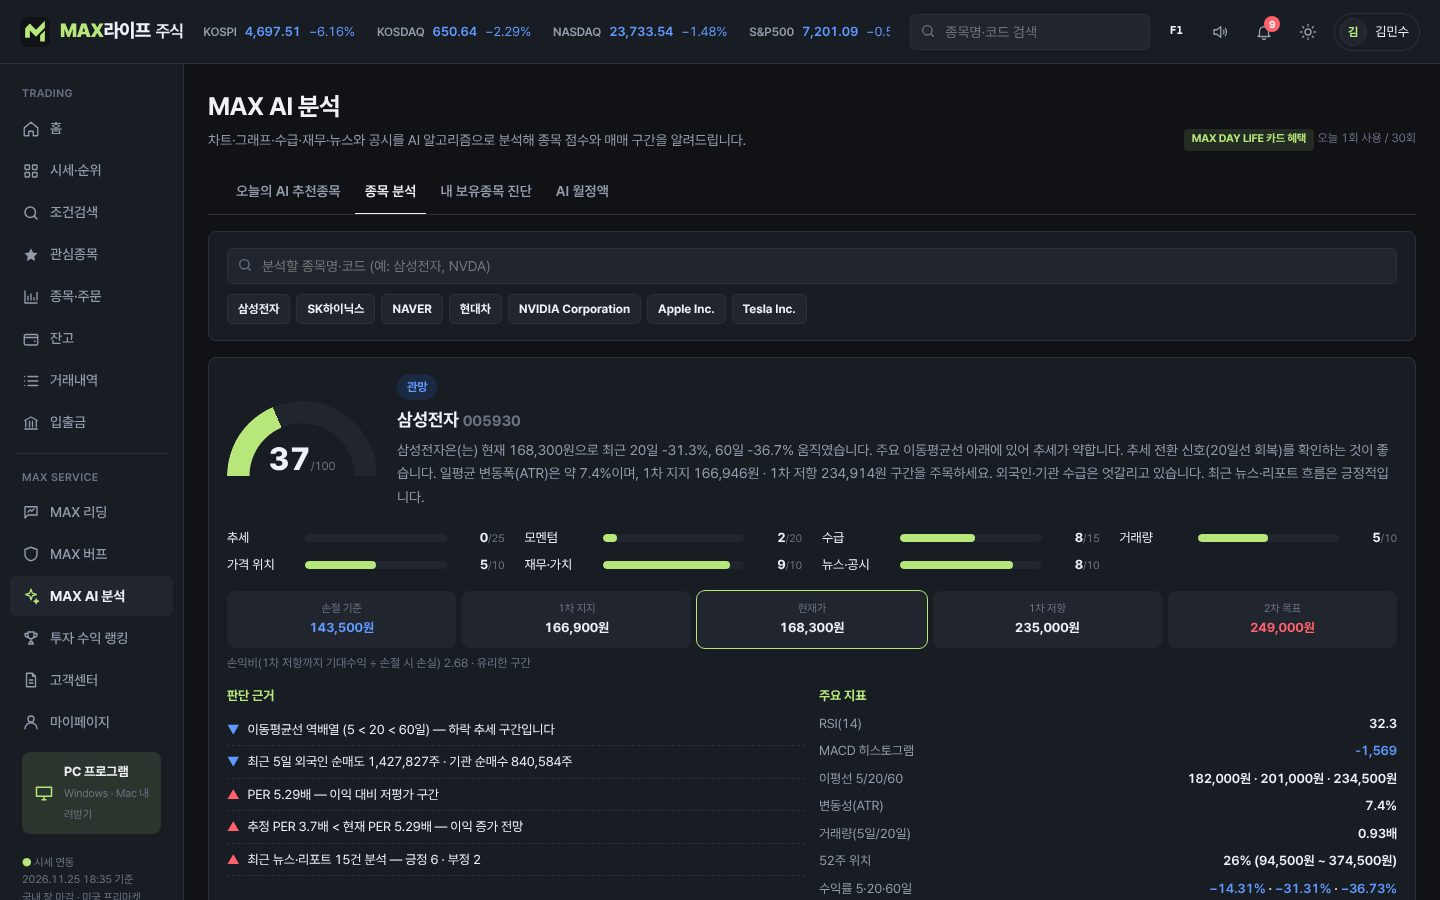 MAX라이프 주식
KOSPI 4,697.51 −6.16% KOSDAQ 650.64 −2.29% NASDAQ 23,733.54 −1.48% S&P500 7,201.09 −0.5
종목명·코드 검색
F1
9
김 김민수
TRADING
홈
시세·순위
조건검색
관심종목
종목·주문
잔고
거래내역
입출금
MAX SERVICE
MAX 리딩
MAX 버프
MAX AI 분석
투자 수익 랭킹
고객센터
마이페이지
PC 프로그램
Windows · Mac 내
려받기
시세 연동
2026.11.25 18:35 기준
국내 장 마감 · 미국 프리마켓
MAX AI 분석
차트·그래프·수급·재무·뉴스와 공시를 AI 알고리즘으로 분석해 종목 점수와 매매 구간을 알려드립니다.
MAX DAY LIFE 카드 혜택 오늘 1회 사용 / 30회
오늘의 AI 추천종목 종목 분석 내 보유종목 진단 AI 월정액
분석할 종목명·코드 (예: 삼성전자, NVDA)
삼성전자 SK하이닉스 NAVER 현대차 NVIDIA Corporation Apple Inc. Tesla Inc.
37/100
관망
삼성전자 005930
삼성전자은(는) 현재 168,300원으로 최근 20일 -31.3%, 60일 -36.7% 움직였습니다. 주요 이동평균선 아래에 있어 추세가 약합니다. 추세 전환 신호(20일선 회복)를 확인하는 것이 좋
습니다. 일평균 변동폭(ATR)은 약 7.4%이며, 1차 지지 166,946원 · 1차 저항 234,914원 구간을 주목하세요. 외국인·기관 수급은 엇갈리고 있습니다. 최근 뉴스·리포트 흐름은 긍정적입
니다.
추세 0/25 모멘텀 2/20 수급 8/15 거래량 5/10
가격 위치 5/10 재무·가치 9/10 뉴스·공시 8/10
손절 기준 1차 지지 현재가 1차 저항 2차 목표
143,500원 166,900원 168,300원 235,000원 249,000원
손익비(1차 저항까지 기대수익 ÷ 손절 시 손실) 2.68 · 유리한 구간
판단 근거
▼ 이동평균선 역배열 (5 < 20 < 60일) — 하락 추세 구간입니다
▼ 최근 5일 외국인 순매도 1,427,827주 · 기관 순매수 840,584주
▲ PER 5.29배 — 이익 대비 저평가 구간
▲ 추정 PER 3.7배 < 현재 PER 5.29배 — 이익 증가 전망
▲ 최근 뉴스·리포트 15건 분석 — 긍정 6 · 부정 2
주요 지표
RSI(14) 32.3
MACD 히스토그램 -1,569
이평선 5/20/60 182,000원 · 201,000원 · 234,500원
변동성(ATR) 7.4%
거래량(5일/20일) 0.93배
52주 위치 26% (94,500원 ~ 374,500원)
수익률 5·20·60일 −14.31% · −31.31% · −36.73%